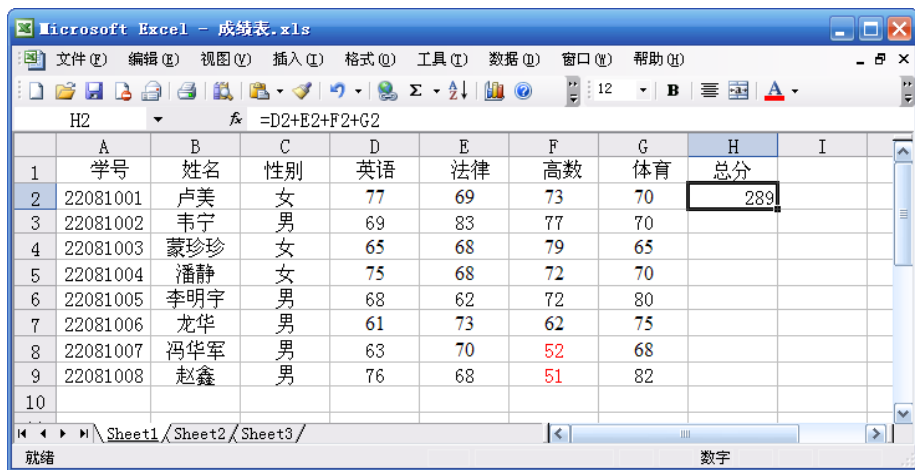 Microsoft Excel - 成绩表.xls
文件(F) 编辑(E) 视图(V) 插入(I) 格式(O) 工具(T) 数据(D) 窗口(W) 帮助(H)
Σ 12 B A
H2 fx =D2+E2+F2+G2
A B C D E F G H I
1 学号 姓名 性别 英语 法律 高数 体育 总分
2 22081001 卢美 女 77 69 73 70 289
3 22081002 韦宁 男 69 83 77 70
4 22081003 蒙珍珍 女 65 68 79 65
5 22081004 潘静 女 75 68 72 70
6 22081005 李明宇 男 68 62 72 80
7 22081006 龙华 男 61 73 62 75
8 22081007 冯华军 男 63 70 52 68
9 22081008 赵鑫 男 76 68 51 82
10
Sheet1 Sheet2 Sheet3
就绪 数字